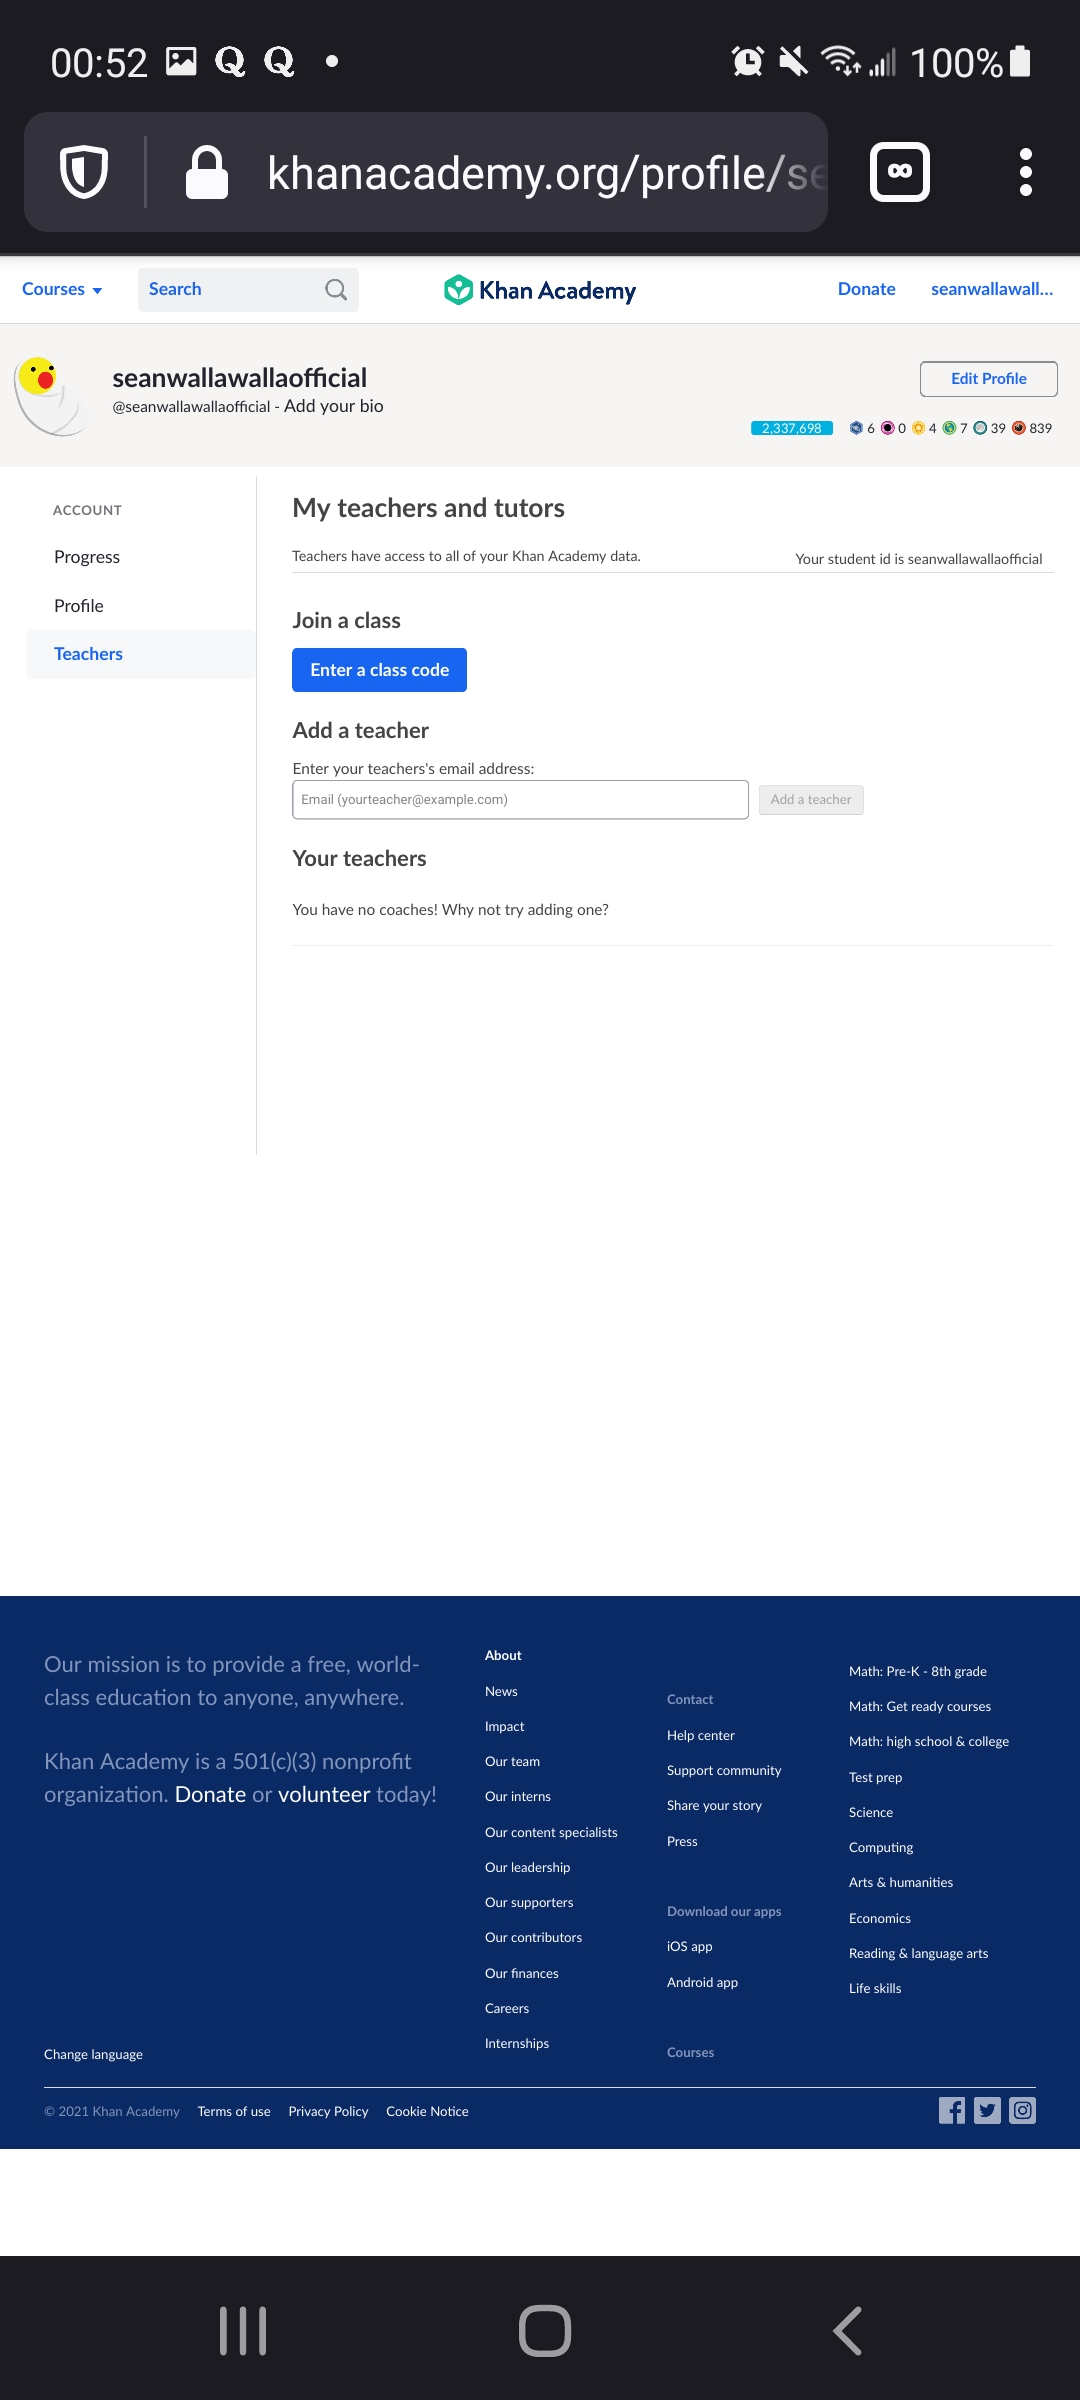 00:52
100%
khanacademy.org/profile/se
Courses
Search
Khan Academy
Donate
seanwallawall...
seanwallawallaofficial
@seanwallawallaofficial - Add your bio
Edit Profile
2,337,698 6 0 4 7 39 839
ACCOUNT
Progress
Profile
Teachers
My teachers and tutors
Teachers have access to all of your Khan Academy data.
Your student id is seanwallawallaofficial
Join a class
Enter a class code
Add a teacher
Enter your teachers's email address:
Email (yourteacher@example.com)
Add a teacher
Your teachers
You have no coaches! Why not try adding one?
Our mission is to provide a free, world-
class education to anyone, anywhere.
Khan Academy is a 501(c)(3) nonprofit
organization. Donate or volunteer today!
Change language
About
News
Impact
Our team
Our interns
Our content specialists
Our leadership
Our supporters
Our contributors
Our finances
Careers
Internships
Contact
Help center
Support community
Share your story
Press
Download our apps
iOS app
Android app
Courses
Math: Pre-K - 8th grade
Math: Get ready courses
Math: high school & college
Test prep
Science
Computing
Arts & humanities
Economics
Reading & language arts
Life skills
© 2021 Khan Academy
Terms of use
Privacy Policy
Cookie Notice